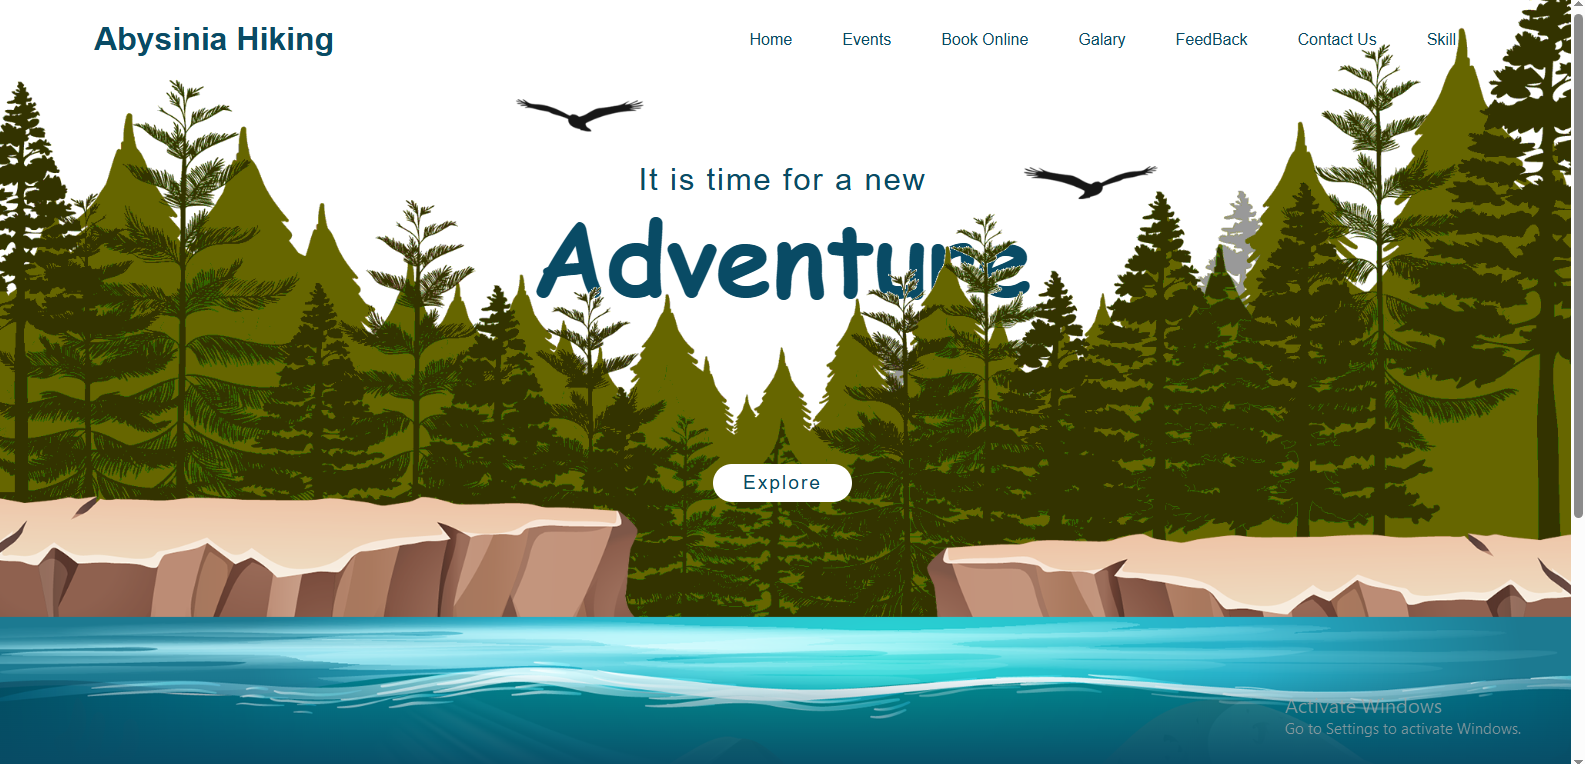 Abysinia Hiking
Home Events Book Online Galary FeedBack Contact Us Skill
It is time for a new
Adventure
Explore
Activate Windows
Go to Settings to activate Windows.